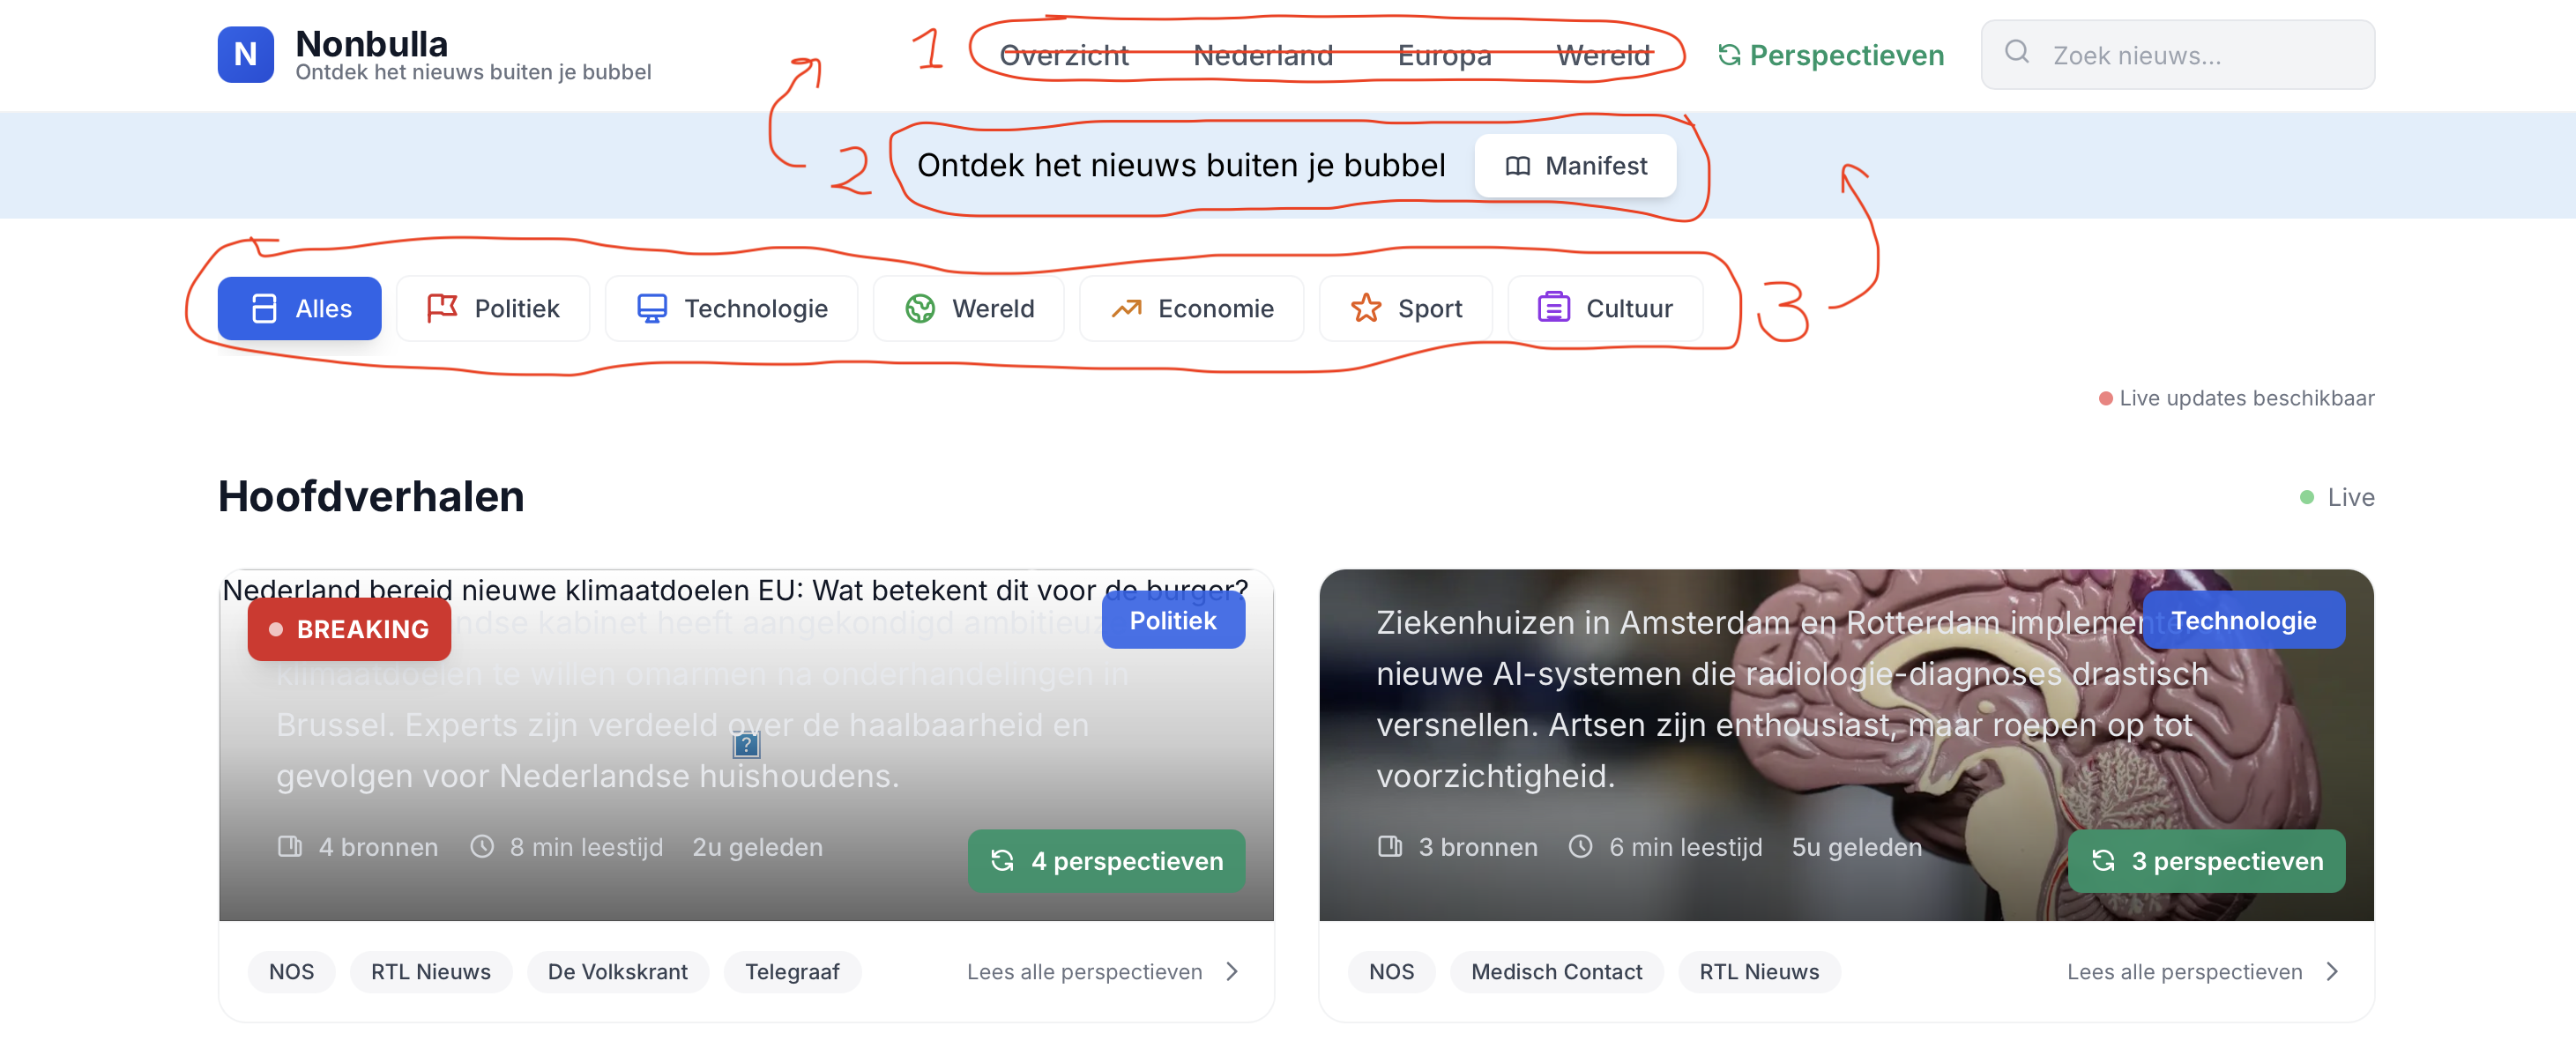 N Nonbulla
Ontdek het nieuws buiten je bubbel
1 Overzicht Nederland Europa Wereld Perspectieven Zoek nieuws...
2 Ontdek het nieuws buiten je bubbel Manifest
Alles Politiek Technologie Wereld Economie Sport Cultuur 3
Live updates beschikbaar
Hoofdverhalen Live
Nederland bereid nieuwe klimaatdoelen EU: Wat betekent dit voor de burger?
BREAKING Politiek
kabinet heeft aangekondigd
klimaatdoelen te willen omarmen na onderhandelingen in
Brussel. Experts zijn verdeeld over de haalbaarheid en
gevolgen voor Nederlandse huishoudens.
4 bronnen 8 min leestijd 2u geleden
4 perspectieven
NOS RTL Nieuws De Volkskrant Telegraaf Lees alle perspectieven
Technologie
Ziekenhuizen in Amsterdam en Rotterdam
nieuwe AI-systemen die radiologie-diagnoses drastisch
versnellen. Artsen zijn enthousiast, maar roepen op tot
voorzichtigheid.
3 bronnen 6 min leestijd 5u geleden
3 perspectieven
NOS Medisch Contact RTL Nieuws Lees alle perspectieven